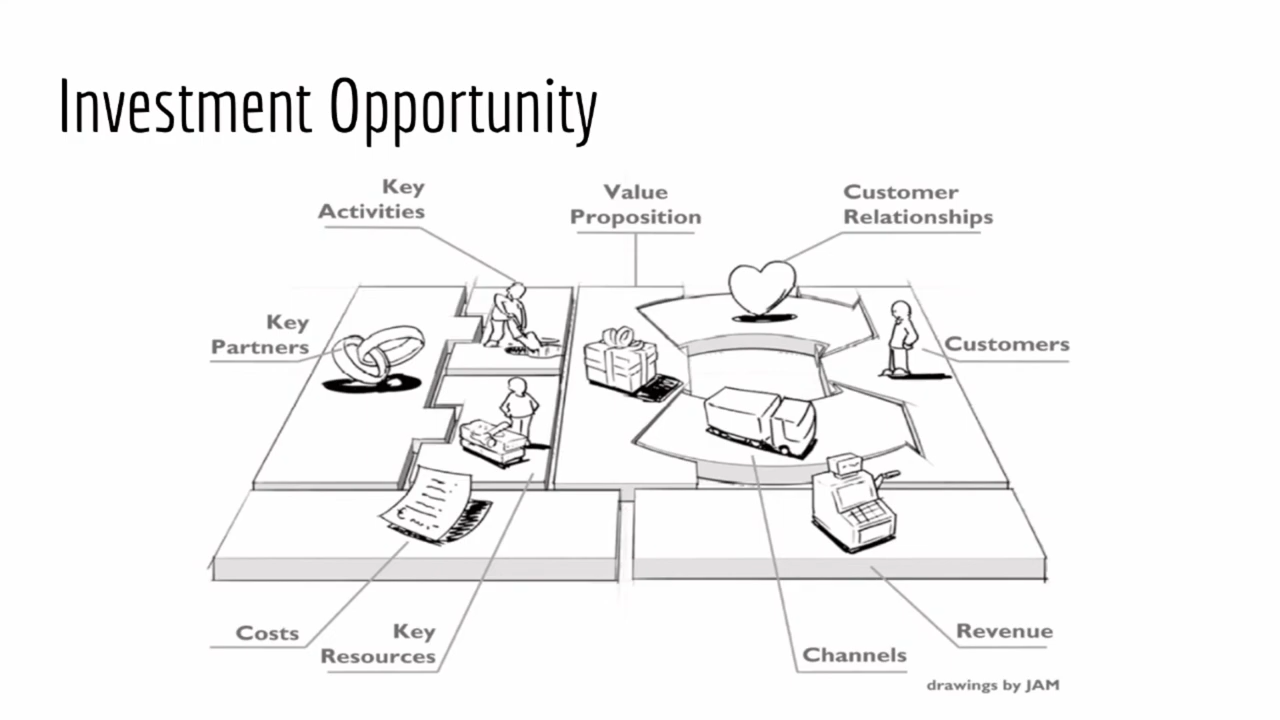 Investment Opportunity
Key
Activities
Value
Proposition
Customer
Relationships
Key
Partners
Customers
Costs
Key
Resources
Channels
Revenue
drawings by JAM